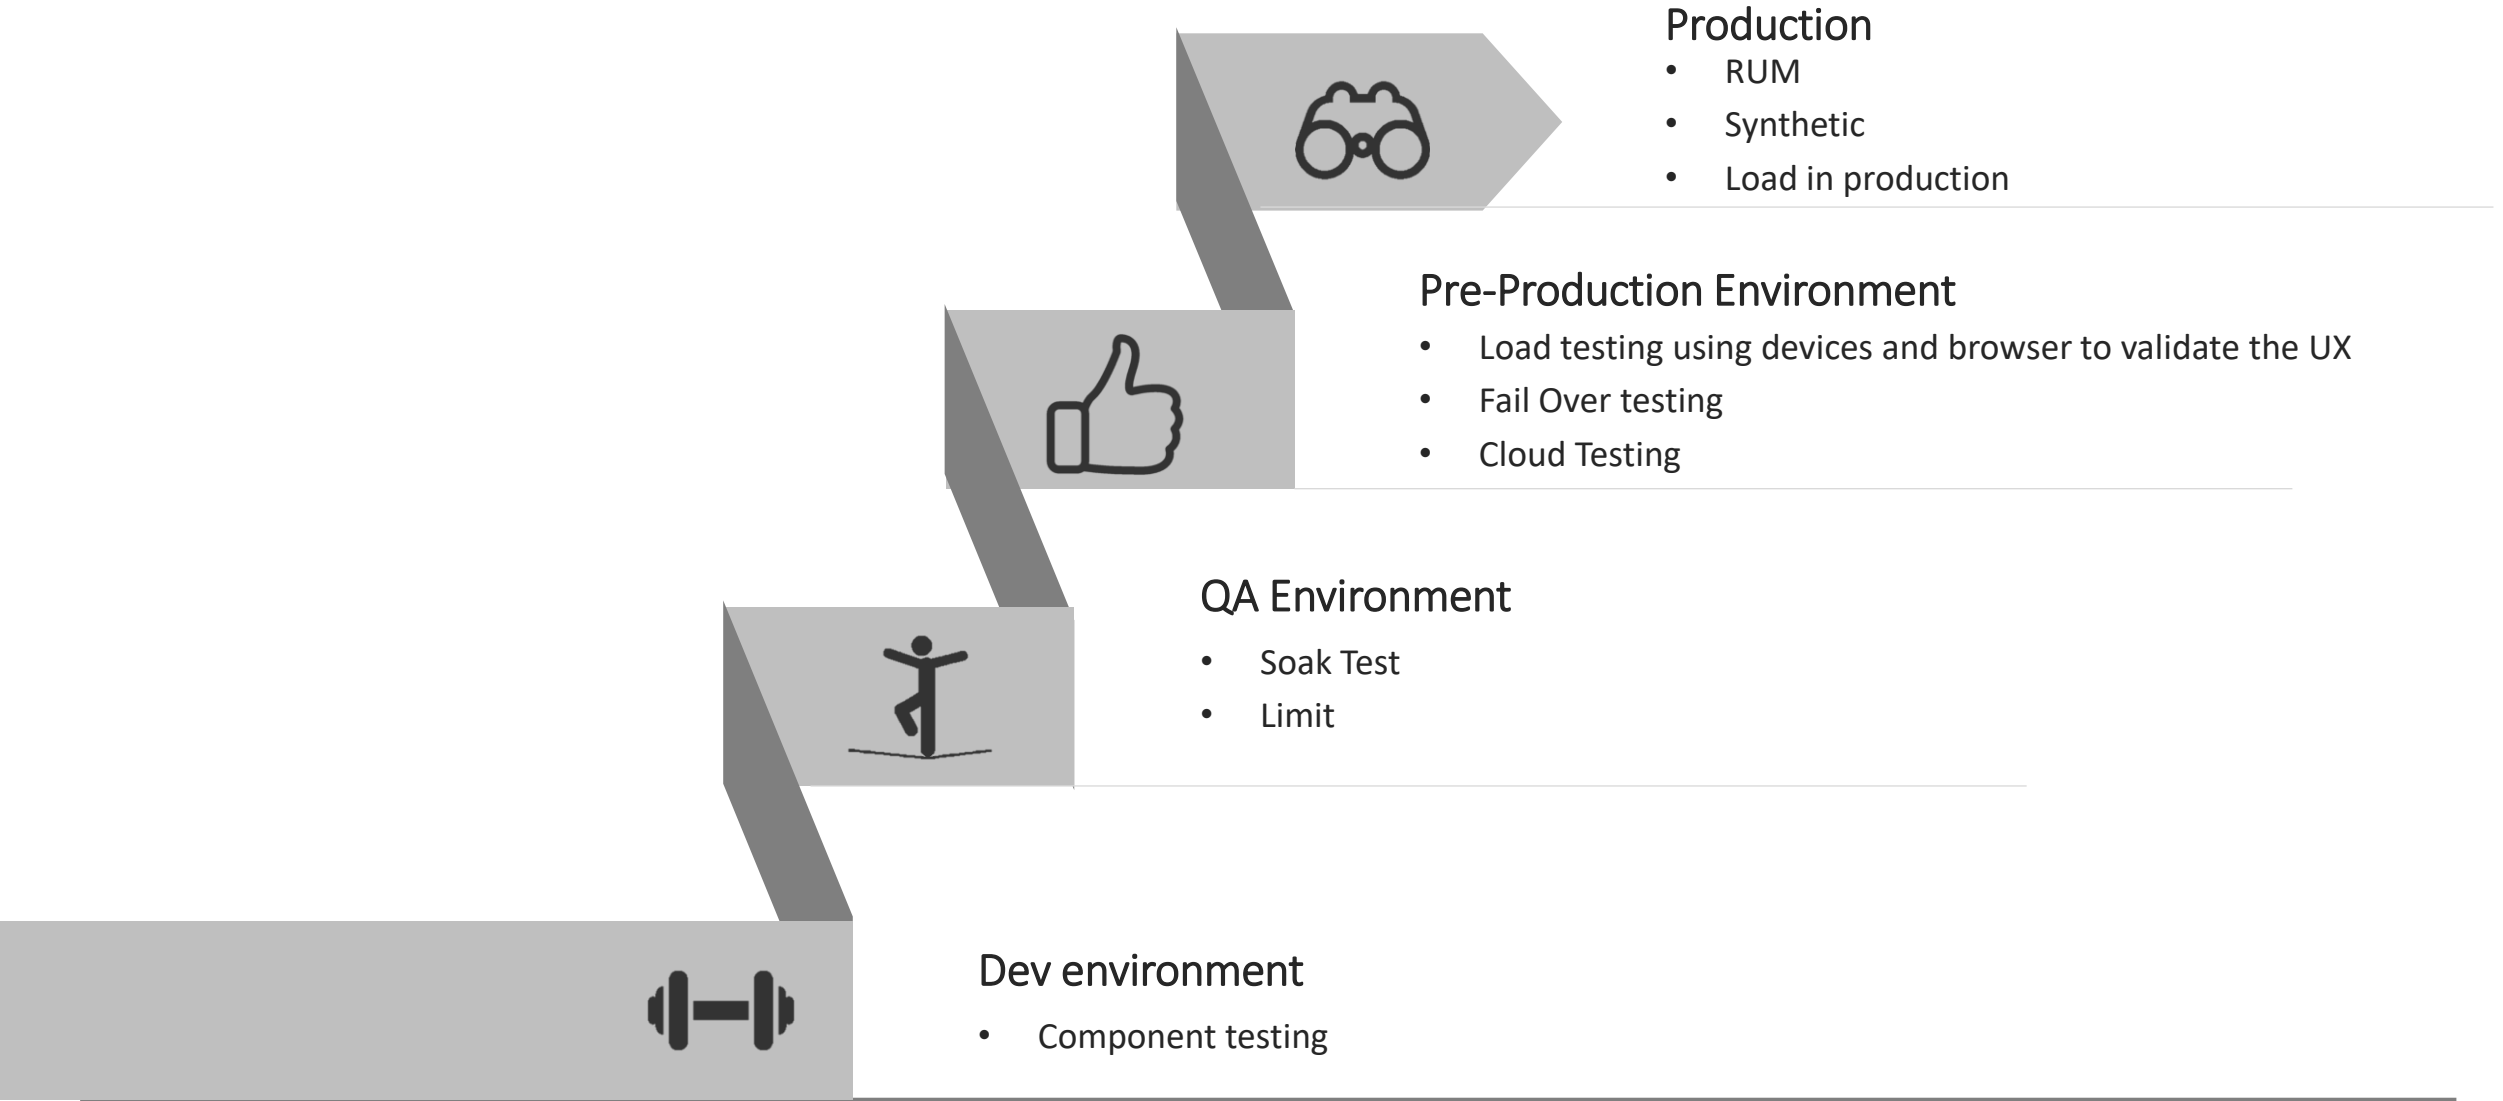 Production
• RUM
• Synthetic
• Load in production
Pre-Production Environment
• Load testing using devices and browser to validate the UX
• Fail Over testing
• Cloud Testing
QA Environment
• Soak Test
• Limit
Dev environment
• Component testing